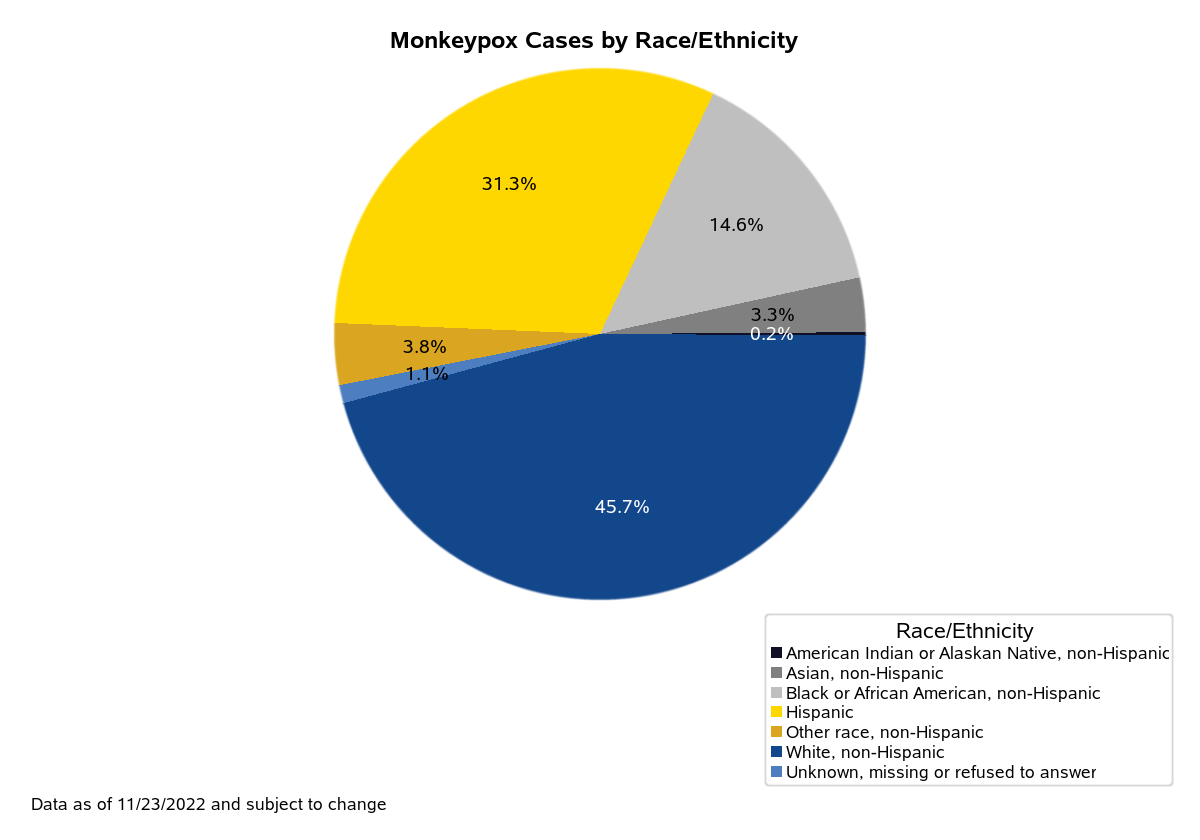 Monkeypox Cases by Race/Ethnicity
31.3%
14.6%
3.3%
0.2%
3.8%
1.1%
45.7%
Race/Ethnicity
American Indian or Alaskan Native, non-Hispanic
Asian, non-Hispanic
Black or African American, non-Hispanic
Hispanic
Other race, non-Hispanic
White, non-Hispanic
Unknown, missing or refused to answer
Data as of 11/23/2022 and subject to change